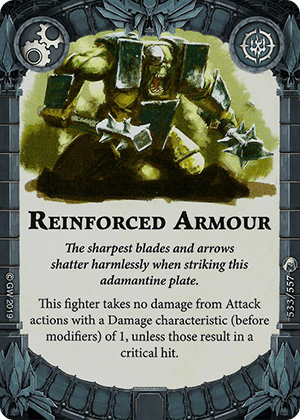 REINFORCED ARMOUR
The sharpest blades and arrows
shatter harmlessly when striking this
adamantine plate.
This fighter takes no damage from Attack
actions with a Damage characteristic (before
modifiers) of 1, unless those result in a
critical hit.
© GW 2019
533/557